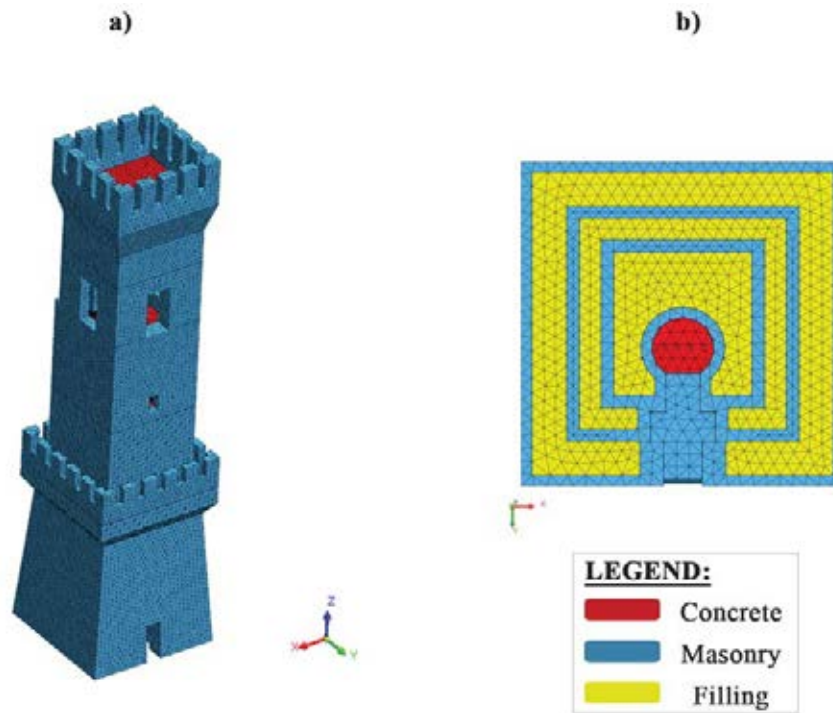 a)
b)
X
Z
Y
X
LEGEND:
Concrete
Masonry
Filling